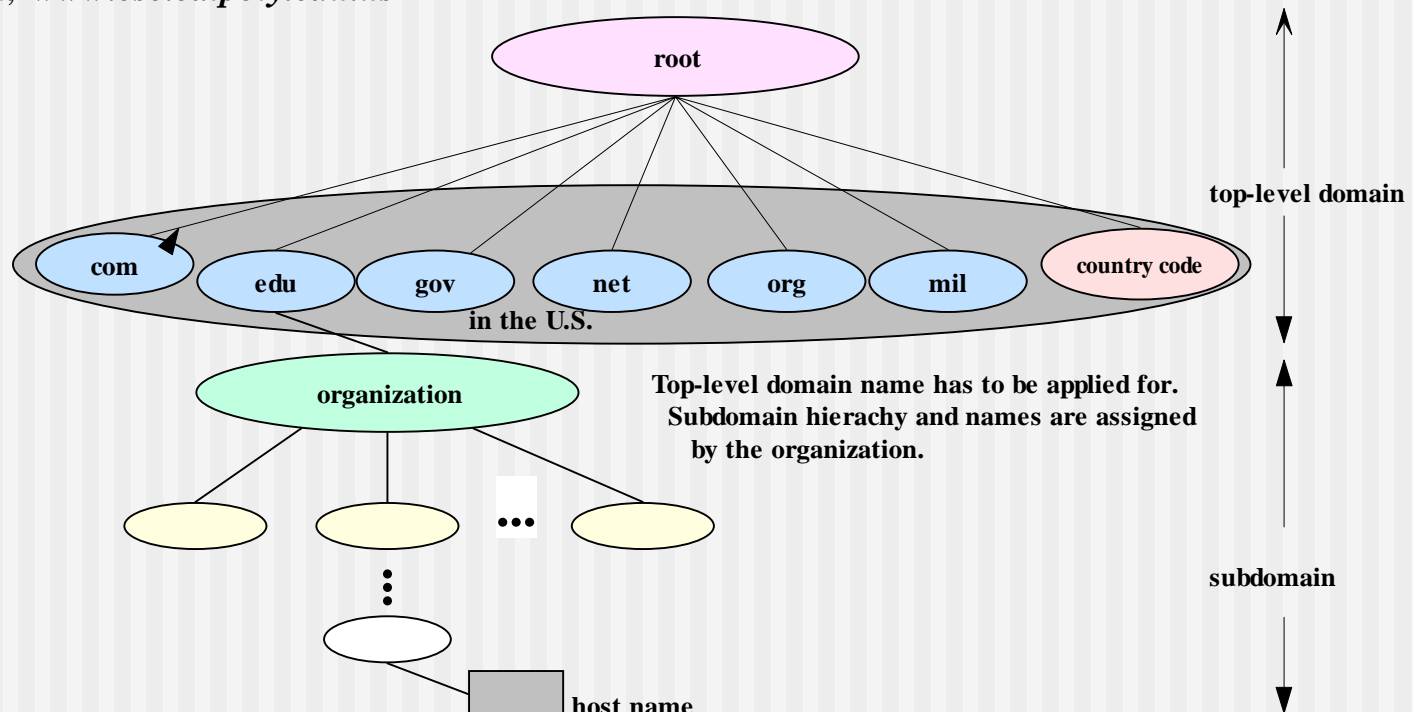 root
top-level domain
com
edu
gov
net
org
mil
country code
in the U.S.
organization
Top-level domain name has to be applied for.
Subdomain hierachy and names are assigned
by the organization.
...
subdomain
host name